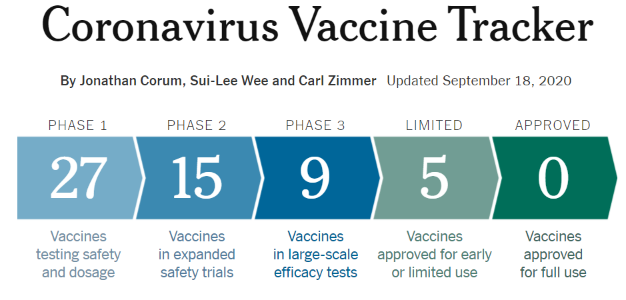 Coronavirus Vaccine Tracker
By Jonathan Corum, Sui-Lee Wee and Carl Zimmer Updated September 18, 2020
PHASE 1 PHASE 2 PHASE 3 LIMITED APPROVED
27 15 9 5 0
Vaccines Vaccines Vaccines Vaccines Vaccines
testing safety in expanded in large-scale approved for early approved
and dosage safety trials efficacy tests or limited use for full use